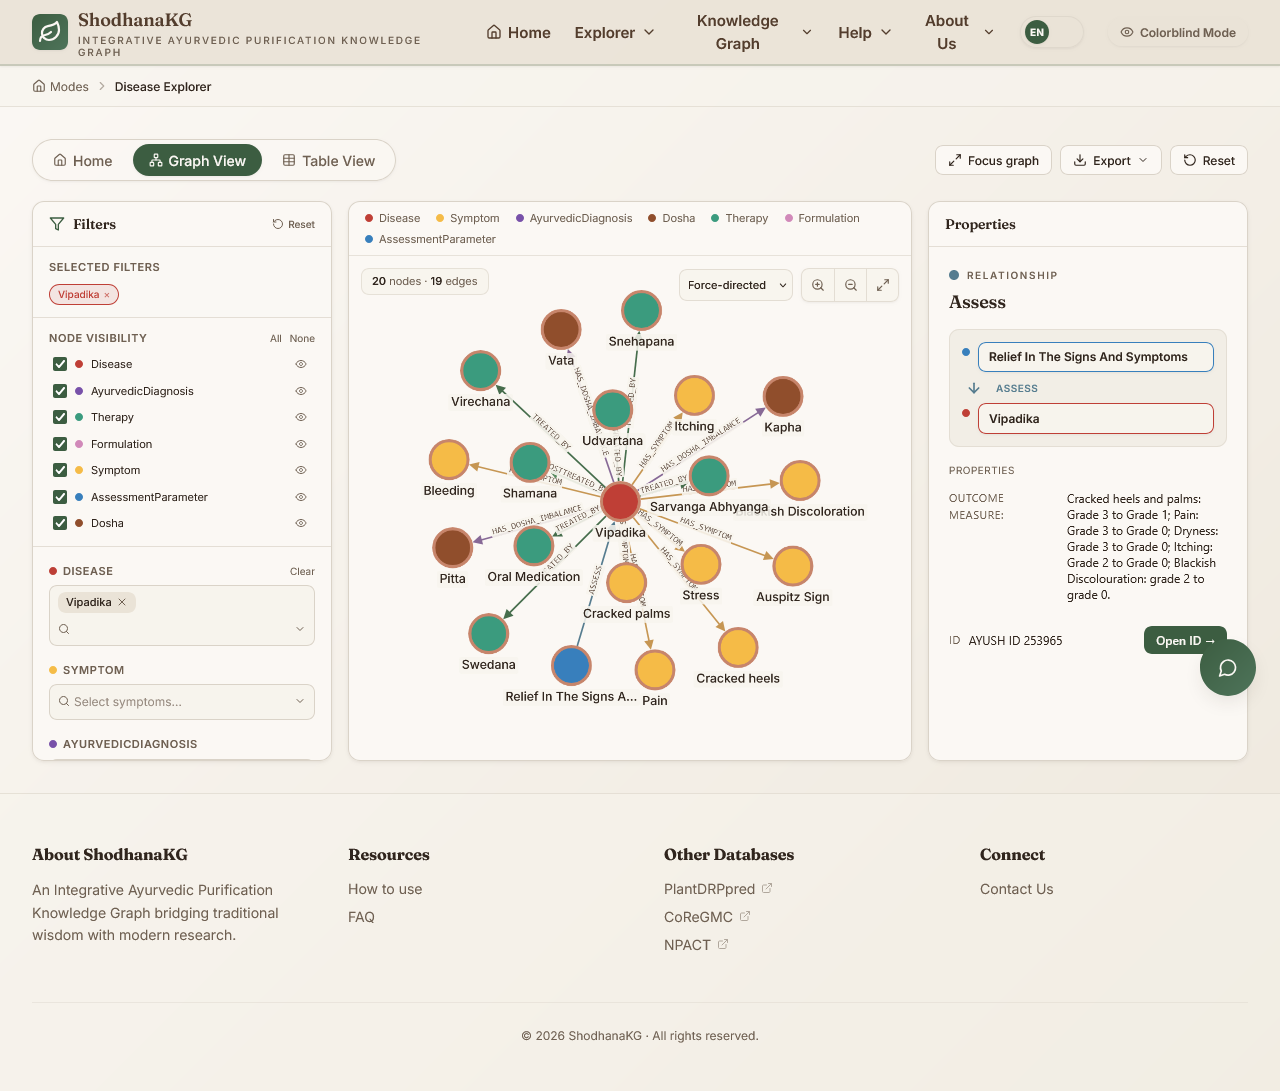 ShodhanaKG
INTEGRATIVE AYURVEDIC PURIFICATION KNOWLEDGE
GRAPH
Home
Explorer
Knowledge
Graph
Help
About
Us
EN
Colorblind Mode
Modes
Disease Explorer
Home
Graph View
Table View
Focus graph
Export
Reset
Filters
Reset
SELECTED FILTERS
Vipadika ×
NODE VISIBILITY
All None
Disease
AyurvedicDiagnosis
Therapy
Formulation
Symptom
AssessmentParameter
Dosha
DISEASE
Clear
Vipadika ×
SYMPTOM
Select symptoms...
AYURVEDICDIAGNOSIS
Disease Symptom AyurvedicDiagnosis Dosha Therapy Formulation
AssessmentParameter
20 nodes · 19 edges
Force-directed
Snehapana
Vata
Virechana
Itching
Kapha
Udvartana
Bleeding
Shamana
Sarvanga Abhyanga
sh Discoloration
Vipadika
Pitta
Oral Medication
Stress
Auspitz Sign
Cracked palms
Swedana
Cracked heels
Relief In The Signs A...
Pain
TREATED_BY
HAS_SYMPTOM
HAS_DOSHA_IMBALANCE
TREATED_BY
HAS_DOSHA_IMBALANCE
TREATED_BY
HAS_SYMPTOM
ASSESS
Properties
RELATIONSHIP
Assess
Relief In The Signs And Symptoms
ASSESS
Vipadika
PROPERTIES
OUTCOME
MEASURE:
Cracked heels and palms:
Grade 3 to Grade 1; Pain:
Grade 3 to Grade 0; Dryness:
Grade 3 to Grade 0; Itching:
Grade 2 to Grade 0; Blackish
Discolouration: grade 2 to
grade 0.
ID AYUSH ID 253965
Open ID →
About ShodhanaKG
An Integrative Ayurvedic Purification
Knowledge Graph bridging traditional
wisdom with modern research.
Resources
How to use
FAQ
Other Databases
PlantDRPpred
CoReGMC
NPACT
Connect
Contact Us
© 2026 ShodhanaKG · All rights reserved.